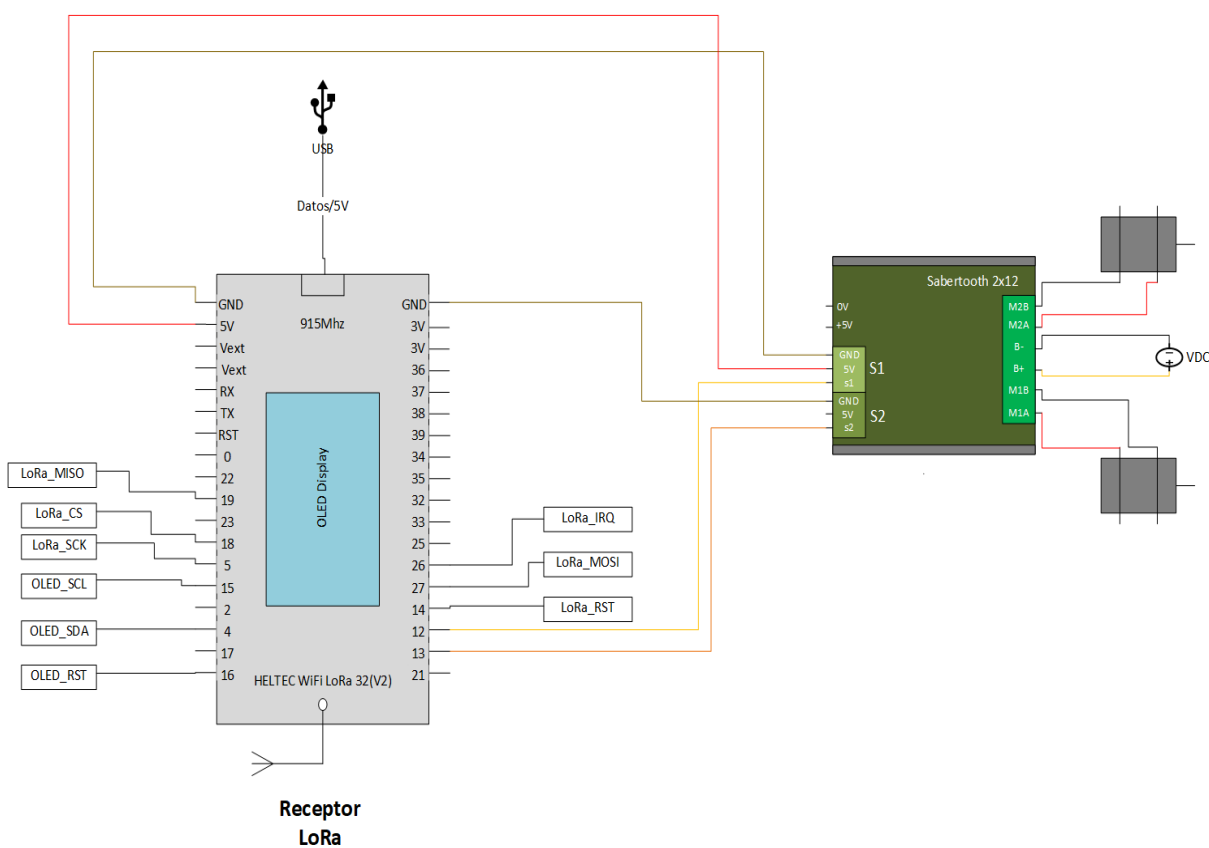 USB
Datos/5V
915Mhz
GND
5V
Vext
Vext
RX
TX
RST
0
22
19
23
18
5
15
2
4
17
16
GND
3V
3V
36
37
38
39
34
35
32
33
25
26
27
14
12
13
21
OLED Display
HELTEC WiFi LoRa 32(V2)
LoRa_MISO
LoRa_CS
LoRa_SCK
OLED_SCL
OLED_SDA
OLED_RST
LoRa_IRQ
LoRa_MOSI
LoRa_RST
Receptor
LoRa
Sabertooth 2x12
0V
+5V
GND
5V
s1
S1
GND
5V
s2
S2
M2B
M2A
B-
B+
M1B
M1A
VDC